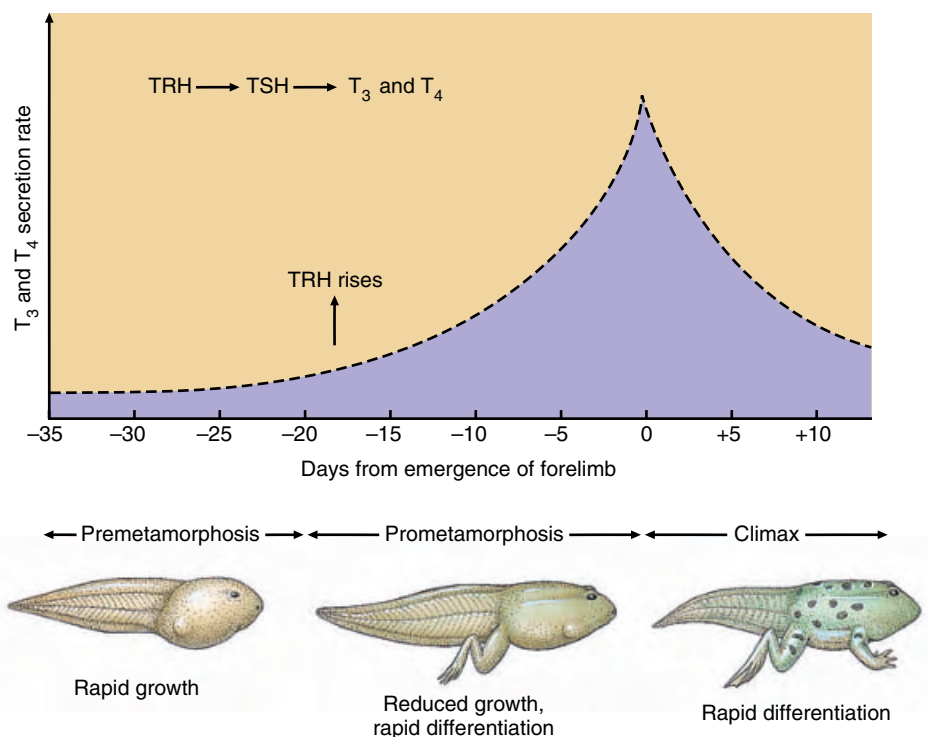 TRH → TSH → T3 and T4
T3 and T4 secretion rate
TRH rises
–35 –30 –25 –20 –15 –10 –5 0 +5 +10
Days from emergence of forelimb
Premetamorphosis Prometamorphosis Climax
Rapid growth
Reduced growth,
rapid differentiation
Rapid differentiation